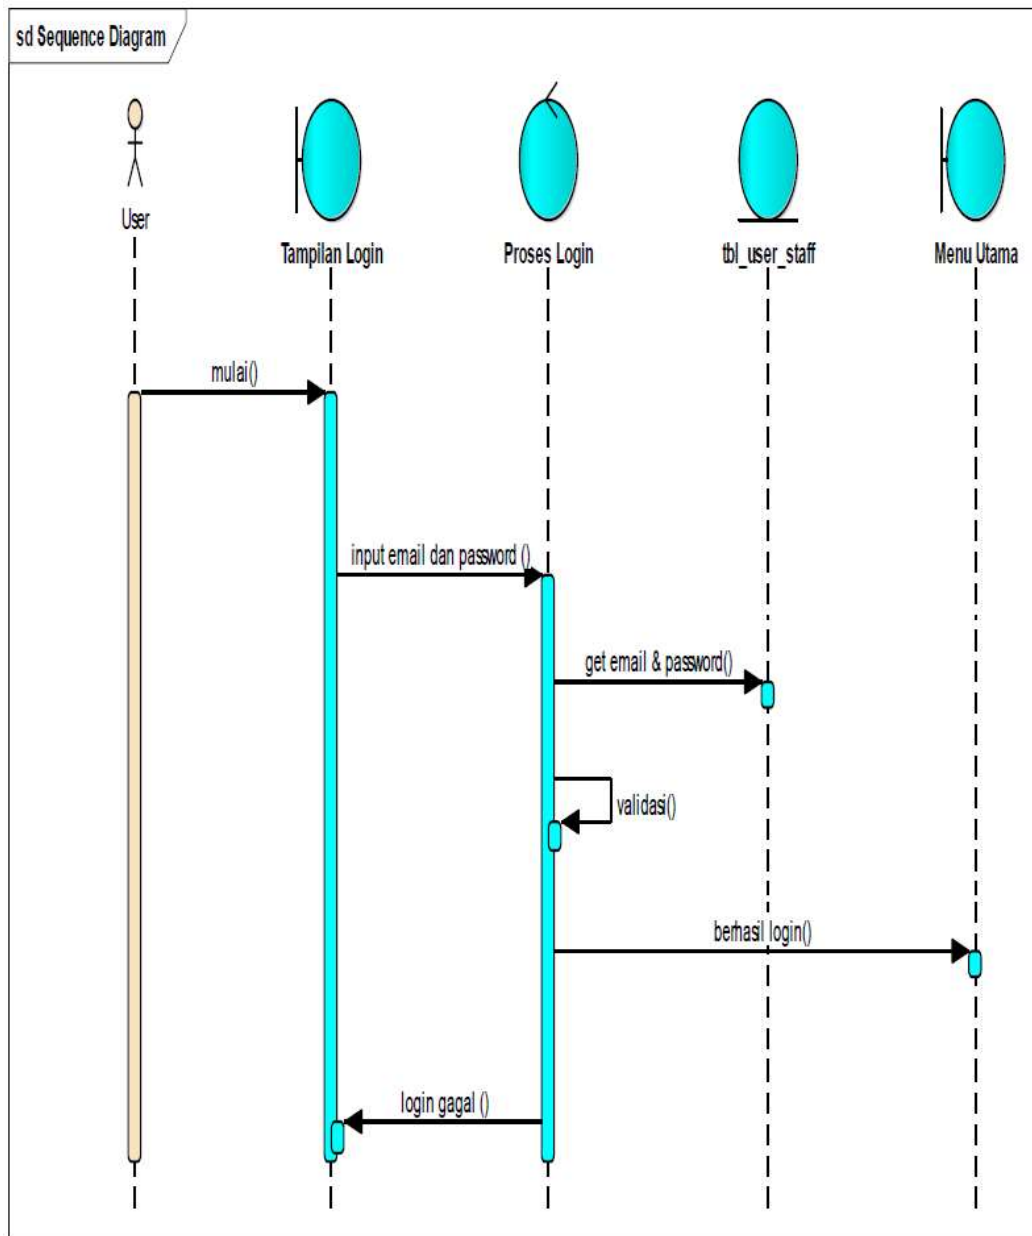 sd Sequence Diagram
User
Tampilan Login
Proses Login
tbl_user_staff
Menu Utama
mulai()
input email dan password ()
get email & password()
validasi()
berhasil login()
login gagal ()